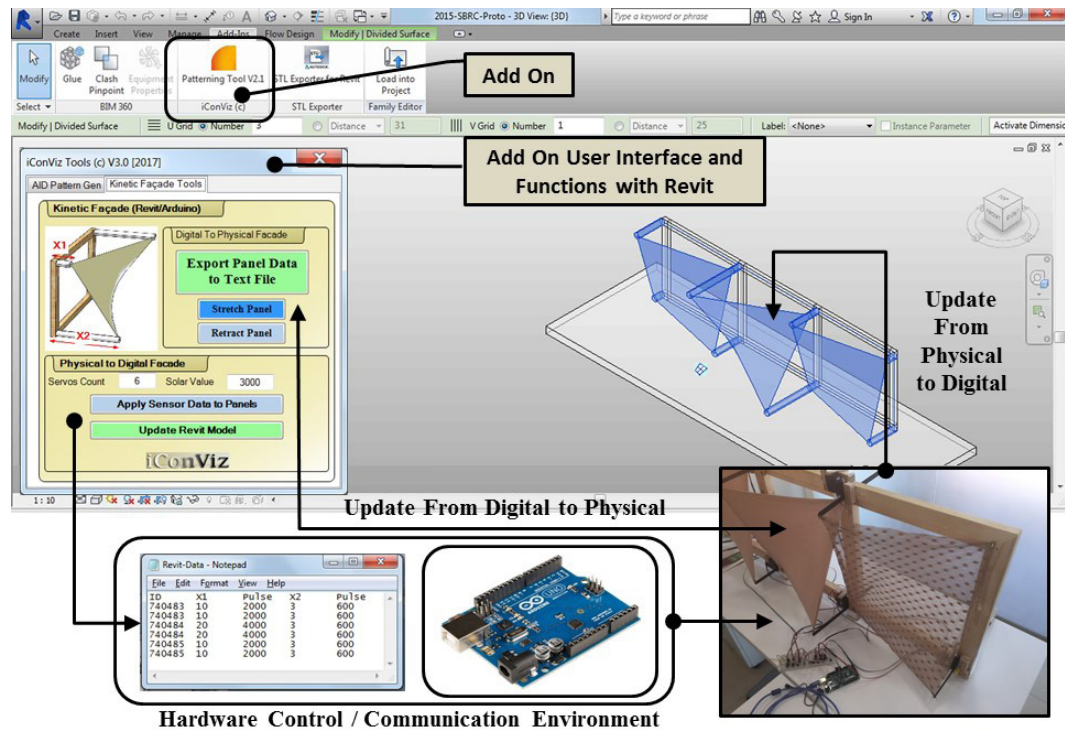 2015-SBRC-Proto - 3D View: {3D}
Type a keyword or phrase
Sign In
Create Insert View Manage Add-Ins Flow Design Modify | Divided Surface
Modify
Glue
Clash Pinpoint
Equipment Properties
Patterning Tool V2.1
STL Exporter for Revit
Load into Project
Select
BIM 360
iConViz (c)
STL Exporter
Family Editor
Add On
Modify | Divided Surface
U Grid Number 3 Distance 31
V Grid Number 1 Distance 25
Label: <None>
Instance Parameter
Activate Dimensio
Add On User Interface and
Functions with Revit
iConViz Tools (c) V3.0 [2017]
AID Pattern Gen Kinetic Façade Tools
Kinetic Façade (Revit/Arduino)
X1
X2
Digital To Physical Facade
Export Panel Data
to Text File
Stretch Panel
Retract Panel
Physical to Digital Facade
Servos Count 6 Solar Value 3000
Apply Sensor Data to Panels
Update Revit Model
iConViz
TOP
FRONT
Update
From
Physical
to Digital
1 : 10
Update From Digital to Physical
Revit-Data - Notepad
File Edit Format View Help
ID X1 Pulse X2 Pulse
740483 10 2000 3 600
740483 10 2000 3 600
740484 20 4000 3 600
740484 20 4000 3 600
740485 10 2000 3 600
740485 10 2000 3 600
ARDUINO
UNO
Hardware Control / Communication Environment